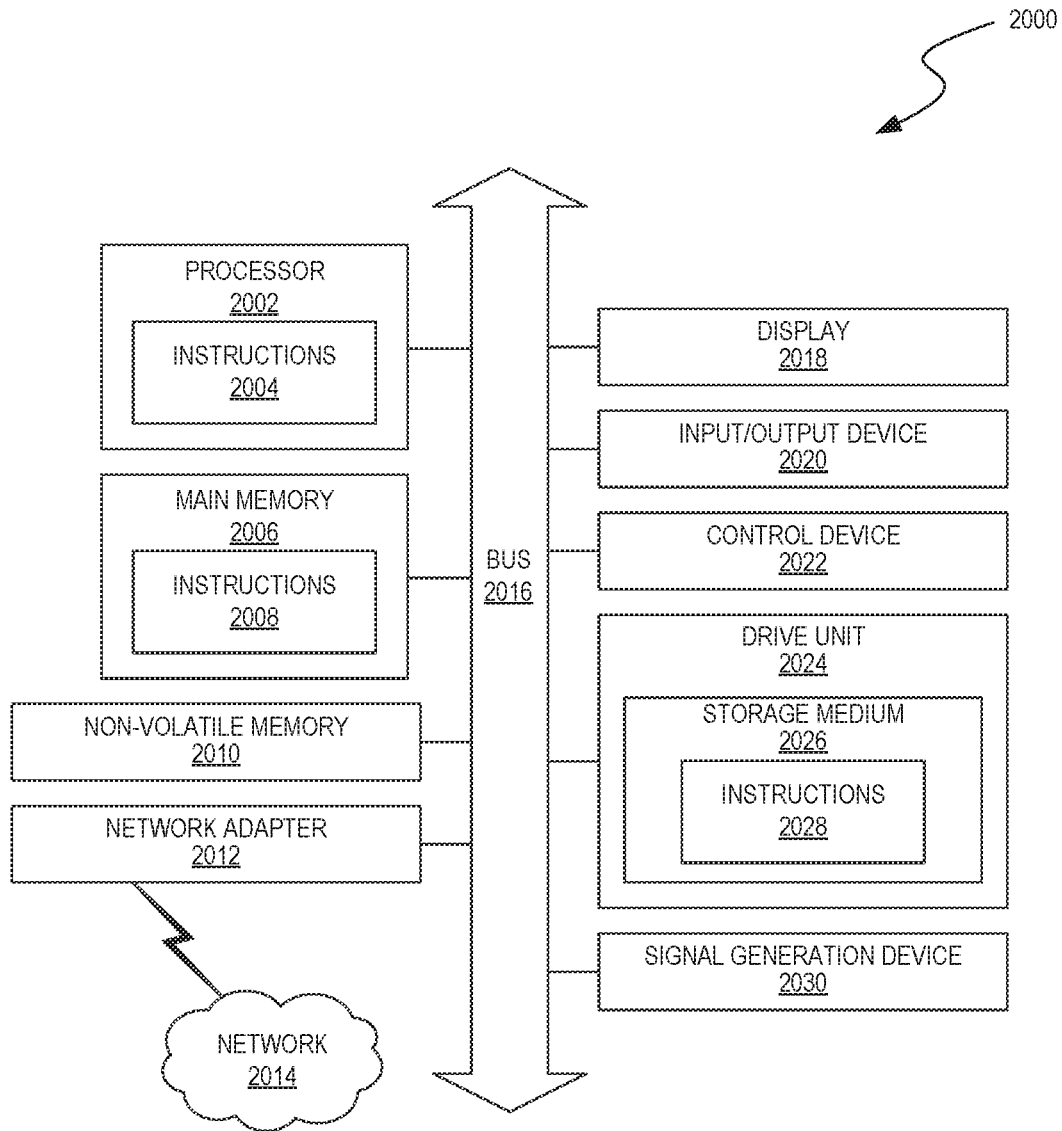 2000
PROCESSOR
2002
INSTRUCTIONS
2004
MAIN MEMORY
2006
INSTRUCTIONS
2008
NON-VOLATILE MEMORY
2010
NETWORK ADAPTER
2012
NETWORK
2014
BUS
2016
DISPLAY
2018
INPUT/OUTPUT DEVICE
2020
CONTROL DEVICE
2022
DRIVE UNIT
2024
STORAGE MEDIUM
2026
INSTRUCTIONS
2028
SIGNAL GENERATION DEVICE
2030